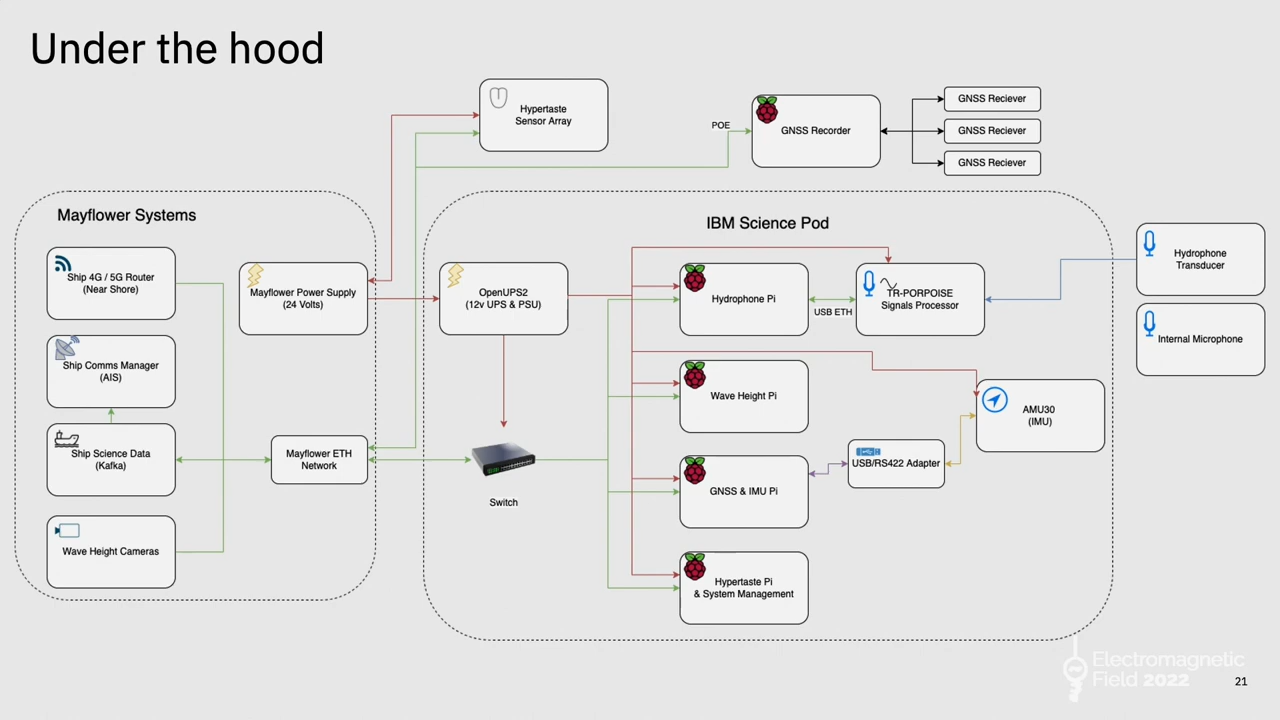 Under the hood
Hypertaste
Sensor Array
POE
GNSS Recorder
GNSS Reciever
GNSS Reciever
GNSS Reciever
Mayflower Systems
Ship 4G / 5G Router
(Near Shore)
Ship Comms Manager
(AIS)
Ship Science Data
(Kafka)
Wave Height Cameras
Mayflower Power Supply
(24 Volts)
Mayflower ETH
Network
IBM Science Pod
OpenUPS2
(12v UPS & PSU)
Switch
Hydrophone Pi
USB ETH
TR-PORPOISE
Signals Processor
Wave Height Pi
GNSS & IMU Pi
USB/RS422 Adapter
AMU30
(IMU)
Hypertaste Pi
& System Management
Hydrophone
Transducer
Internal Microphone
Electromagnetic
Field 2022
21